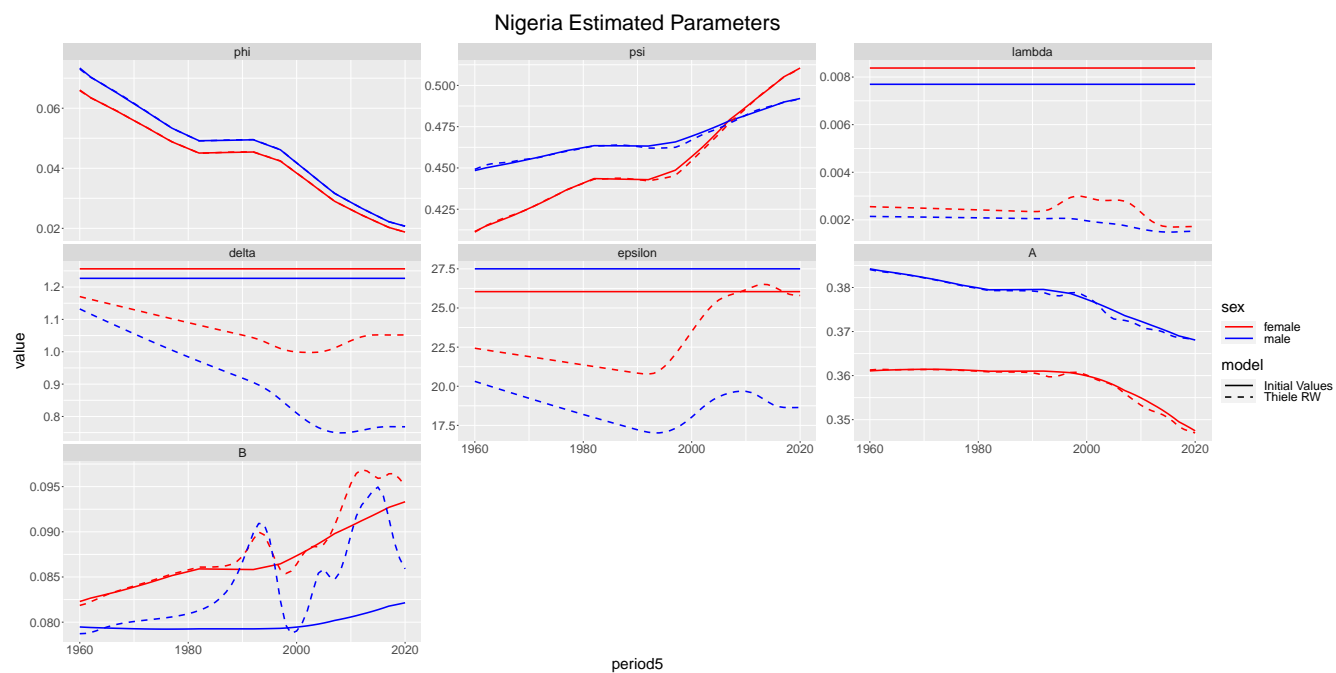 Nigeria Estimated Parameters
phi
psi
lambda
0.06
0.04
0.02
0.500
0.475
0.450
0.425
0.008
0.006
0.004
0.002
delta
epsilon
A
1.2
1.1
1.0
0.9
0.8
27.5
25.0
22.5
20.0
17.5
0.38
0.37
0.36
0.35
1960
1980
2000
2020
1960
1980
2000
2020
B
0.095
0.090
0.085
0.080
1960
1980
2000
2020
value
period5
sex
female
male
model
Initial Values
Thiele RW